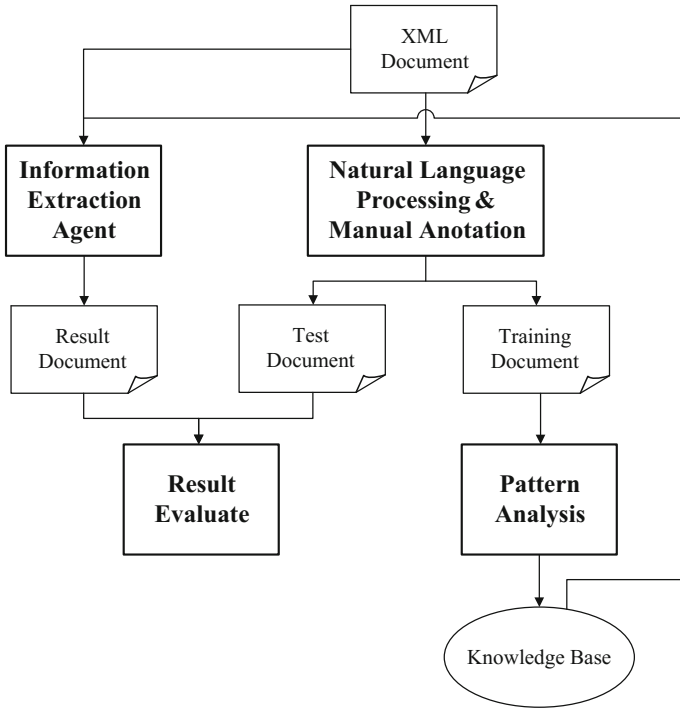 XML
Document
Information
Extraction
Agent
Natural Language
Processing &
Manual Anotation
Result
Document
Test
Document
Training
Document
Result
Evaluate
Pattern
Analysis
Knowledge Base